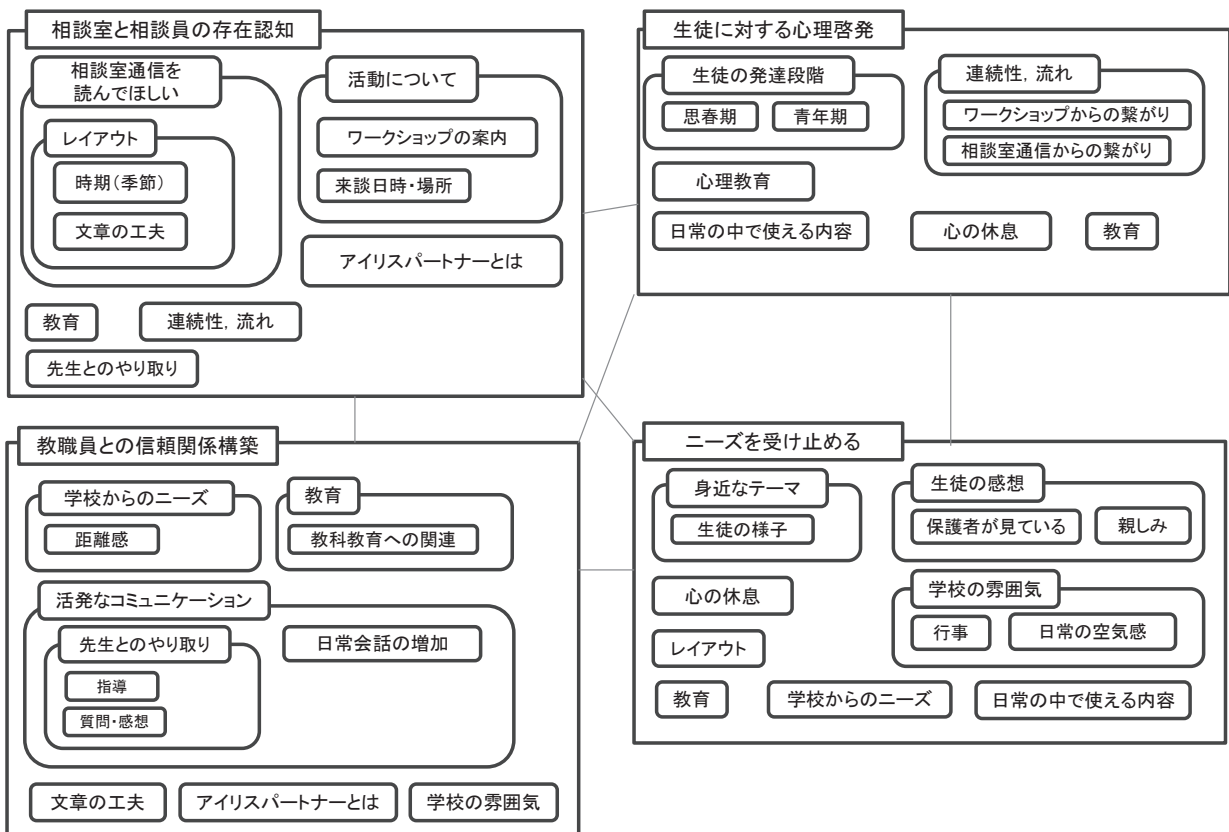 相談室と相談員の存在認知
相談室通信を
読んでほしい
レイアウト
時期（季節）
文章の工夫
活動について
ワークショップの案内
来談日時・場所
アイリスパートナーとは
教育
連続性，流れ
先生とのやり取り
生徒に対する心理啓発
生徒の発達段階
思春期
青年期
連続性，流れ
ワークショップからの繋がり
相談室通信からの繋がり
心理教育
日常の中で使える内容
心の休息
教育
教職員との信頼関係構築
学校からのニーズ
距離感
教育
教科教育への関連
活発なコミュニケーション
先生とのやり取り
指導
質問・感想
日常会話の増加
文章の工夫
アイリスパートナーとは
学校の雰囲気
ニーズを受け止める
身近なテーマ
生徒の様子
生徒の感想
保護者が見ている
親しみ
心の休息
学校の雰囲気
行事
日常の空気感
レイアウト
教育
学校からのニーズ
日常の中で使える内容